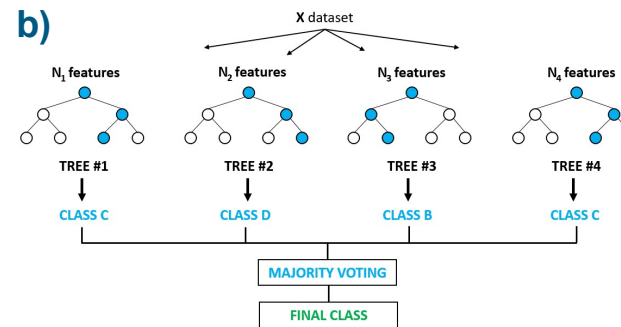 b)
X dataset
N₁ features N₂ features N₃ features N₄ features
TREE #1 TREE #2 TREE #3 TREE #4
CLASS C CLASS D CLASS B CLASS C
MAJORITY VOTING
FINAL CLASS